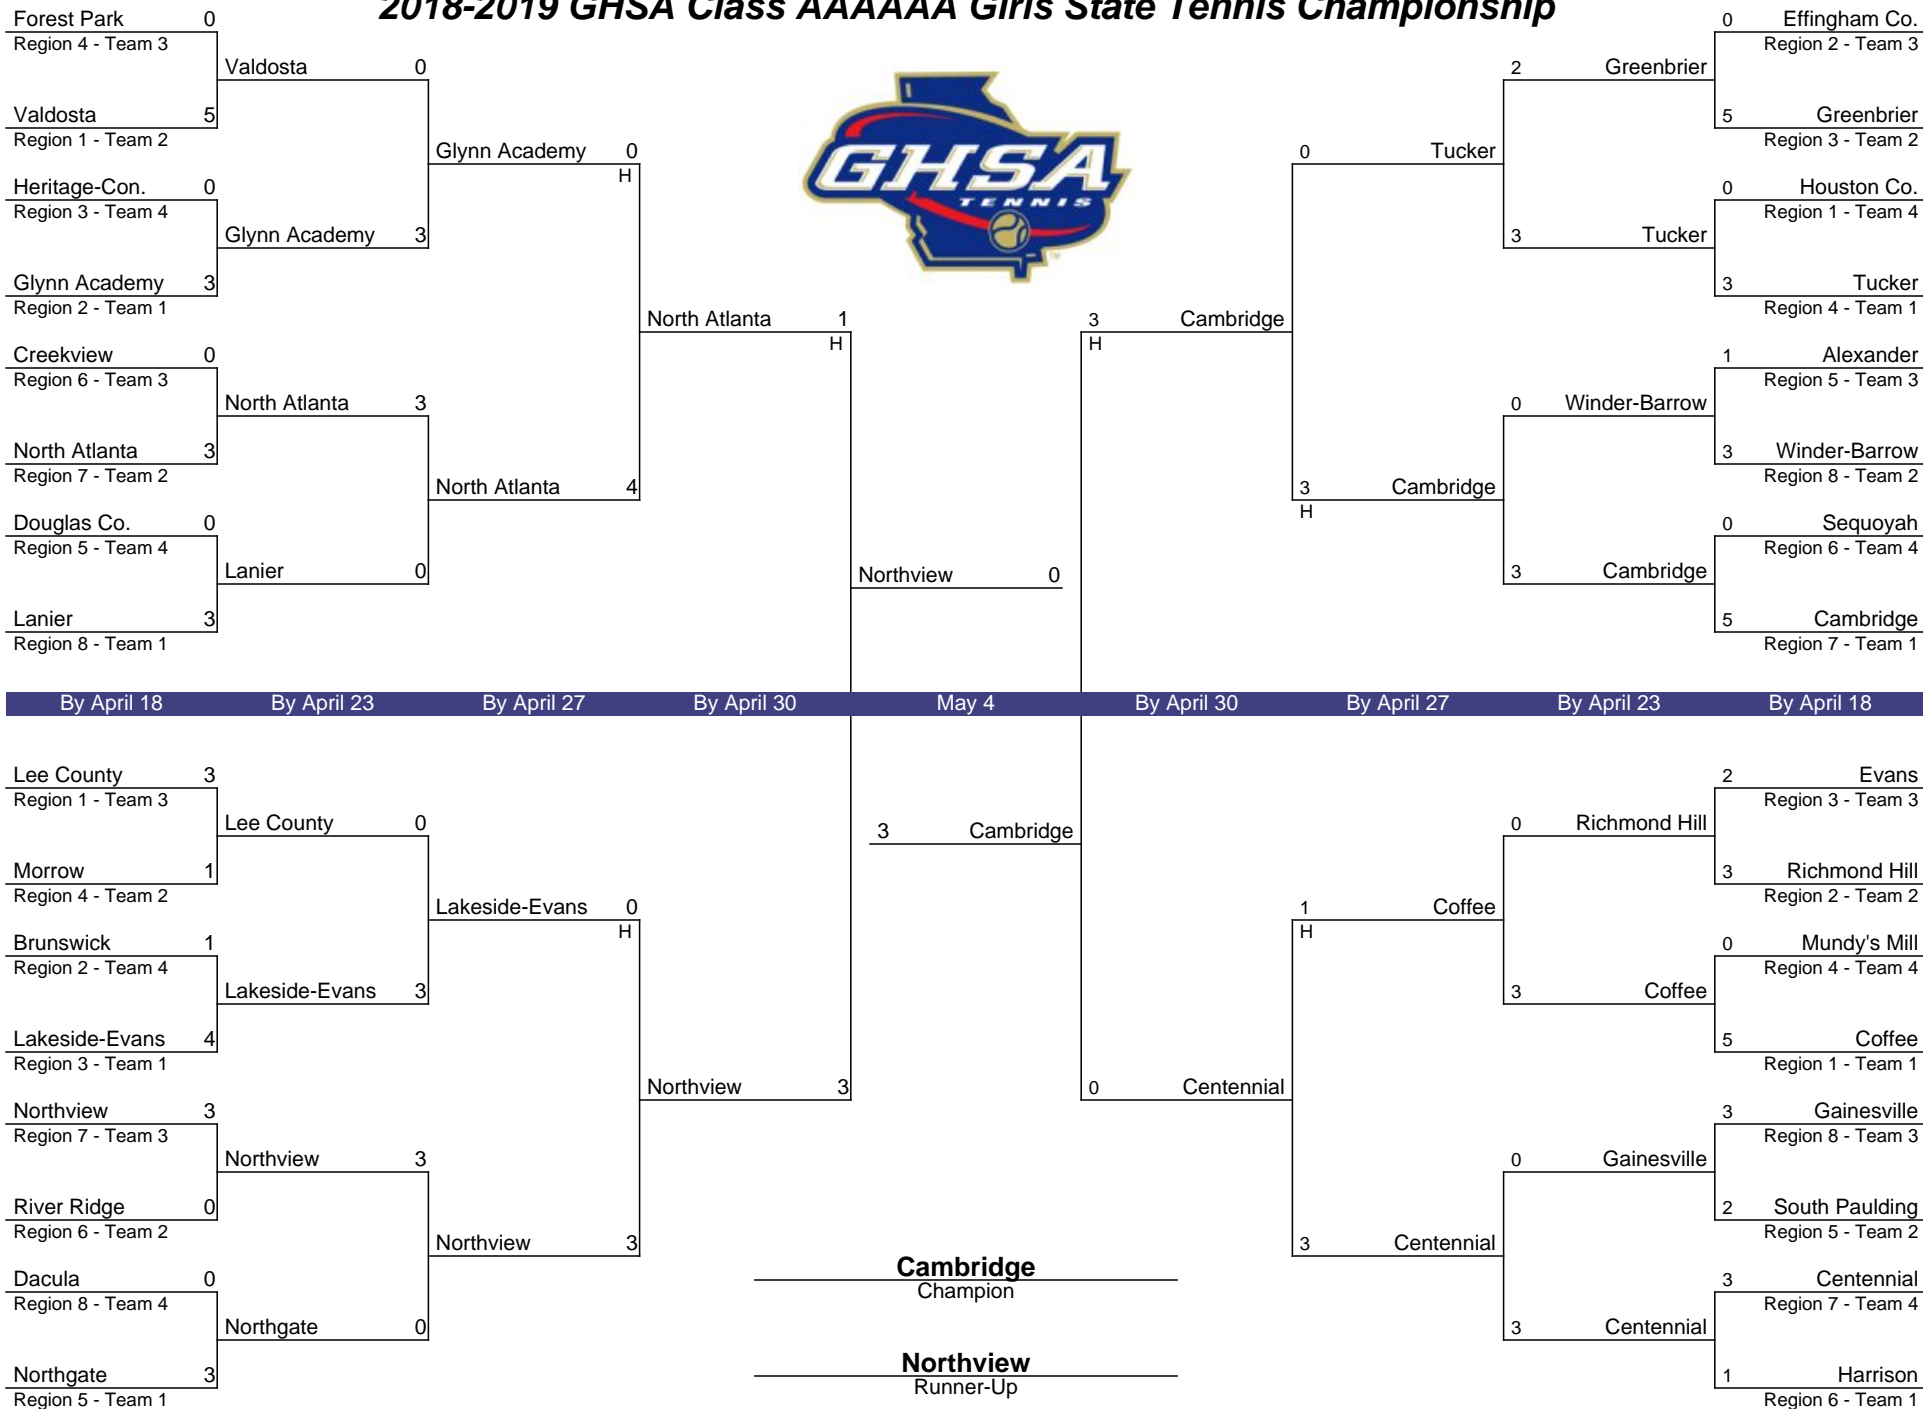 2018-2019 GHSA Class AAAAAA Girls State Tennis Championship
GHSA
TENNIS
TM
Forest Park 0
Region 4 - Team 3
Valdosta 0
Valdosta 5
Region 1 - Team 2
Glynn Academy 0
H
Heritage-Con. 0
Region 3 - Team 4
Glynn Academy 3
Glynn Academy 3
Region 2 - Team 1
North Atlanta 1
H
Creekview 0
Region 6 - Team 3
North Atlanta 3
North Atlanta 3
Region 7 - Team 2
North Atlanta 4
Douglas Co. 0
Region 5 - Team 4
Lanier 0
Northview 0
Lanier 3
Region 8 - Team 1
0 Effingham Co.
Region 2 - Team 3
2 Greenbrier
5 Greenbrier
Region 3 - Team 2
0 Tucker
0 Houston Co.
Region 1 - Team 4
3 Tucker
3 Tucker
Region 4 - Team 1
3 Cambridge
H
1 Alexander
Region 5 - Team 3
0 Winder-Barrow
3 Winder-Barrow
Region 8 - Team 2
3 Cambridge
H
0 Sequoyah
Region 6 - Team 4
3 Cambridge
5 Cambridge
Region 7 - Team 1
By April 18 By April 23 By April 27 By April 30 May 4 By April 30 By April 27 By April 23 By April 18
Lee County 3
Region 1 - Team 3
Lee County 0
Morrow 1
Region 4 - Team 2
Lakeside-Evans 0
H
Brunswick 1
Region 2 - Team 4
Lakeside-Evans 3
Lakeside-Evans 4
Region 3 - Team 1
Northview 3
Northview 3
Region 7 - Team 3
Northview 3
River Ridge 0
Region 6 - Team 2
Northview 3
Dacula 0
Region 8 - Team 4
Northgate 0
Northgate 3
Region 5 - Team 1
3 Cambridge
2 Evans
Region 3 - Team 3
0 Richmond Hill
3 Richmond Hill
Region 2 - Team 2
1 Coffee
H
0 Mundy's Mill
Region 4 - Team 4
3 Coffee
5 Coffee
Region 1 - Team 1
0 Centennial
3 Gainesville
Region 8 - Team 3
0 Gainesville
2 South Paulding
Region 5 - Team 2
3 Centennial
3 Centennial
Region 7 - Team 4
3 Centennial
1 Harrison
Region 6 - Team 1
Cambridge
Champion
Northview
Runner-Up